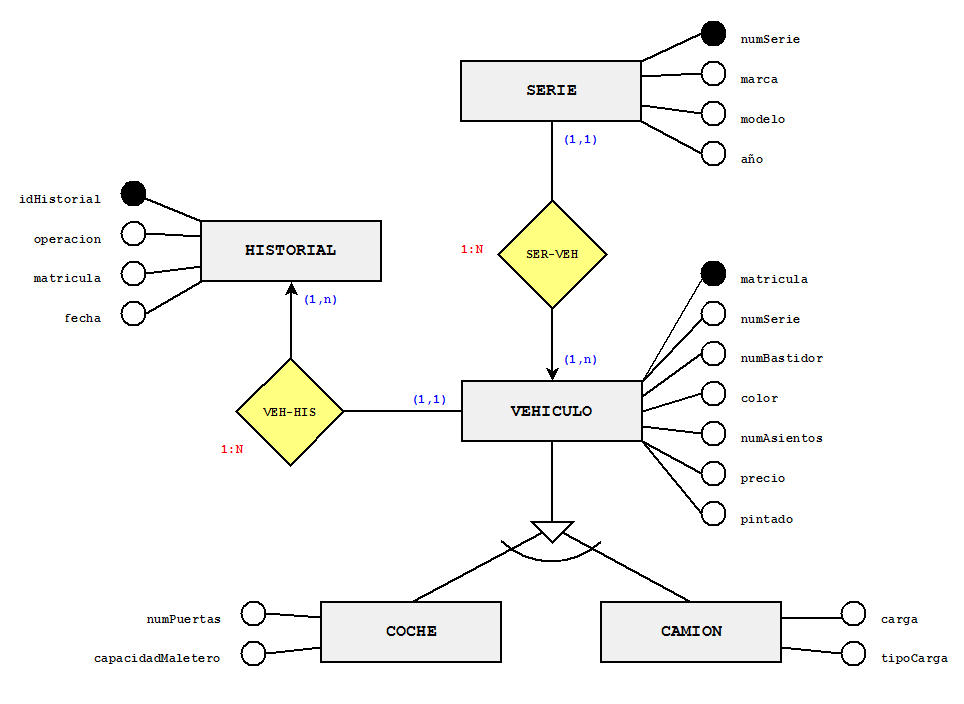 numSerie
SERIE
marca
modelo
(1,1)
año
idHistorial
operacion
HISTORIAL
1:N
SER-VEH
matricula
matricula
(1,n)
fecha
numSerie
(1,n)
numBastidor
(1,1)
color
VEH-HIS
VEHICULO
1:N
numAsientos
precio
pintado
numPuertas
COCHE
CAMION
carga
capacidadMaletero
tipoCarga